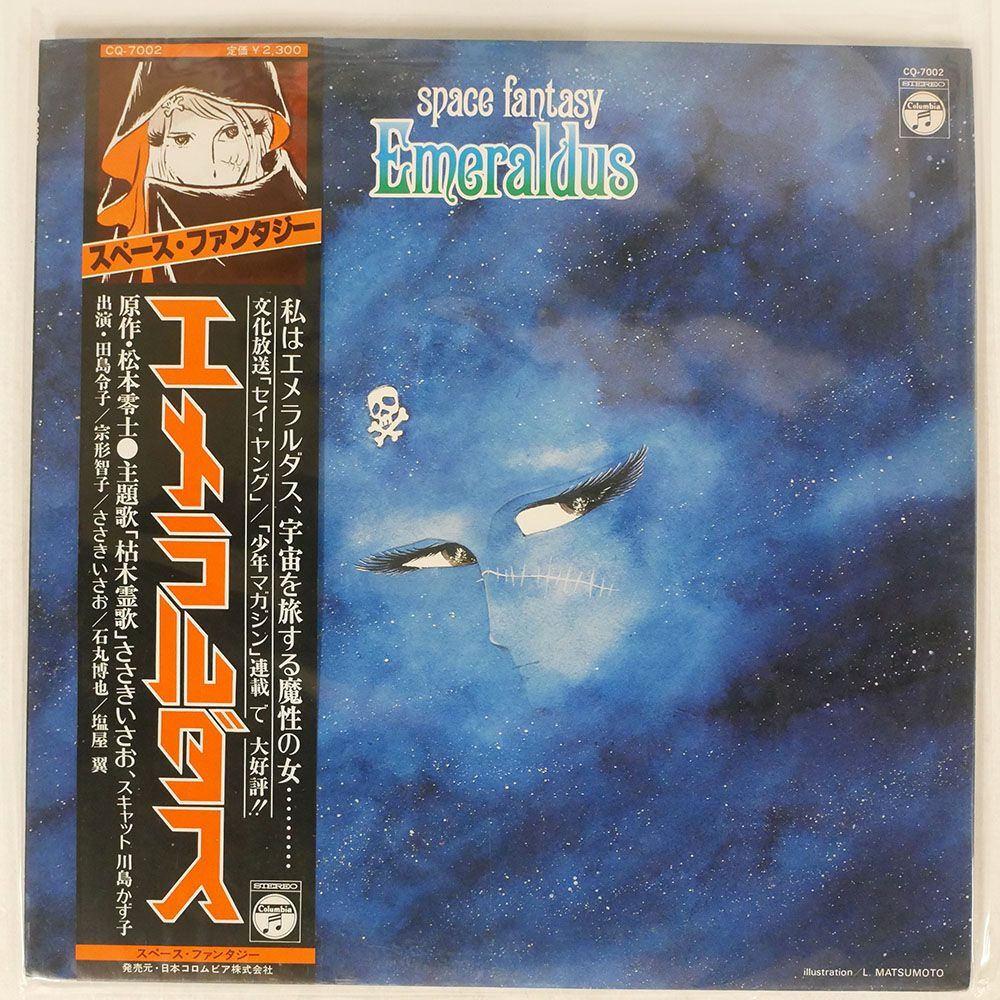 CQ-7002 定価￥2,300
スペース・ファンタジー
エメラルダス
私はエメラルダス、宇宙を旅する魔性の女………
文化放送「セイ・ヤング」／「少年マガジン」連載で大好評!!
原作・松本零士●主題歌「枯木霊歌」ささきいさお、スキャット川島かず子
出演・田島令子／宗形智子／ささきいさお／石丸博也／塩屋 翼
STEREO
Columbia
スペース・ファンタジー
発売元・日本コロムビア株式会社
space fantasy
Emeraldus
CQ-7002
STEREO
Columbia
illustration／L. MATSUMOTO